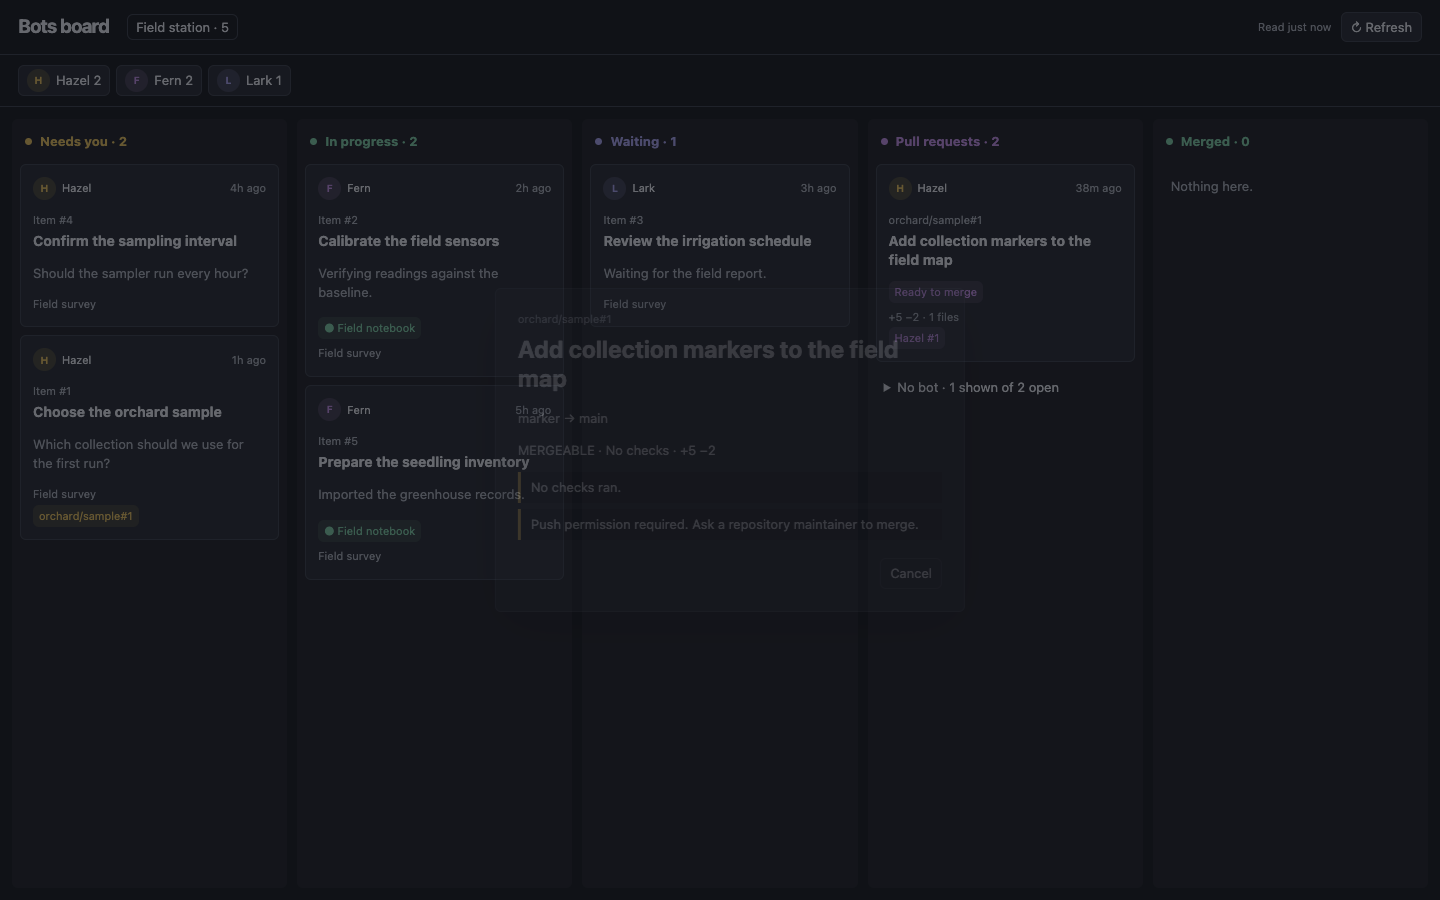 Bots board
Field station · 5
Read just now
↻ Refresh
H Hazel 2
F Fern 2
L Lark 1
Needs you · 2
H Hazel 4h ago
Item #4
Confirm the sampling interval
Should the sampler run every hour?
Field survey
H Hazel 1h ago
Item #1
Choose the orchard sample
Which collection should we use for
the first run?
Field survey
orchard/sample#1
In progress · 2
F Fern 2h ago
Item #2
Calibrate the field sensors
Verifying readings against the
baseline.
Field notebook
Field survey
F Fern 5h ago
Item #5
Prepare the seedling inventory
Imported the greenhouse records.
Field notebook
Field survey
Waiting · 1
L Lark 3h ago
Item #3
Review the irrigation schedule
Waiting for the field report.
Field survey
Pull requests · 2
H Hazel 38m ago
orchard/sample#1
Add collection markers to the
field map
Ready to merge
+5 −2 · 1 files
Hazel #1
▶ No bot · 1 shown of 2 open
Merged · 0
Nothing here.
orchard/sample#1
Add collection markers to the field
map
marker → main
MERGEABLE · No checks · +5 −2
No checks ran.
Push permission required. Ask a repository maintainer to merge.
Cancel